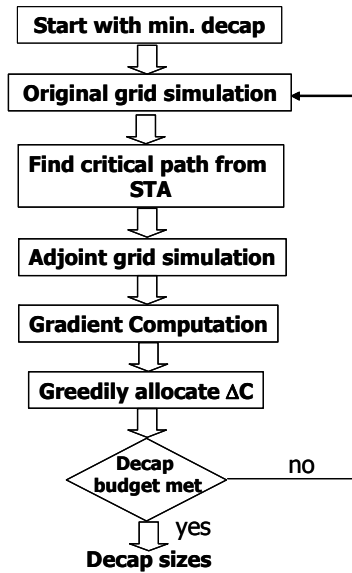 Start with min. decap
Original grid simulation
Find critical path from
STA
Adjoint grid simulation
Gradient Computation
Greedily allocate ΔC
Decap
budget met
no
yes
Decap sizes